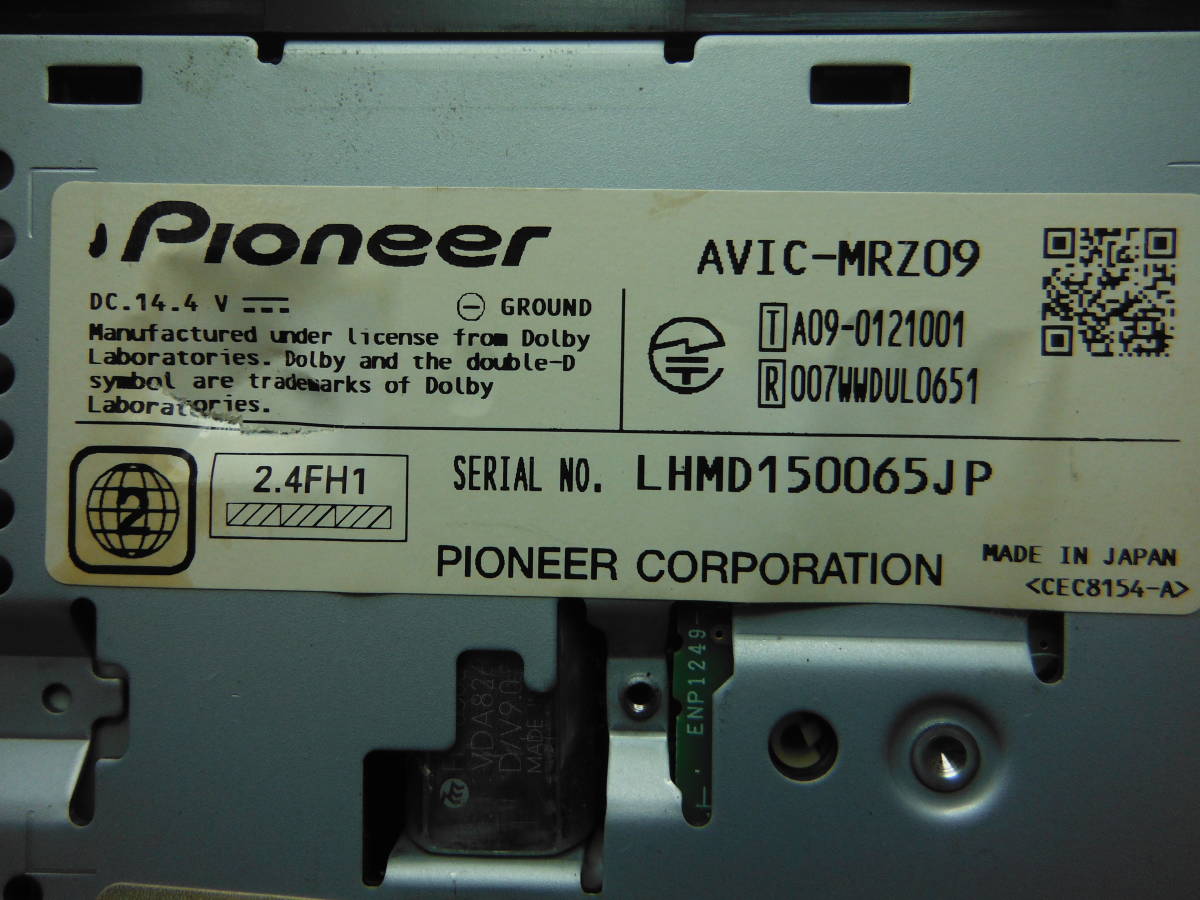 Pioneer
AVIC-MRZ09
DC.14.4 V
GROUND
Manufactured under license from Dolby
Laboratories. Dolby and the double-D
symbol are trademarks of Dolby
Laboratories.
T A09-0121001
R 007WWDUL0651
2
2.4FH1
SERIAL NO. LHMD150065JP
PIONEER CORPORATION
MADE IN JAPAN
<CEC8154-A>
ENP1249-
MADE